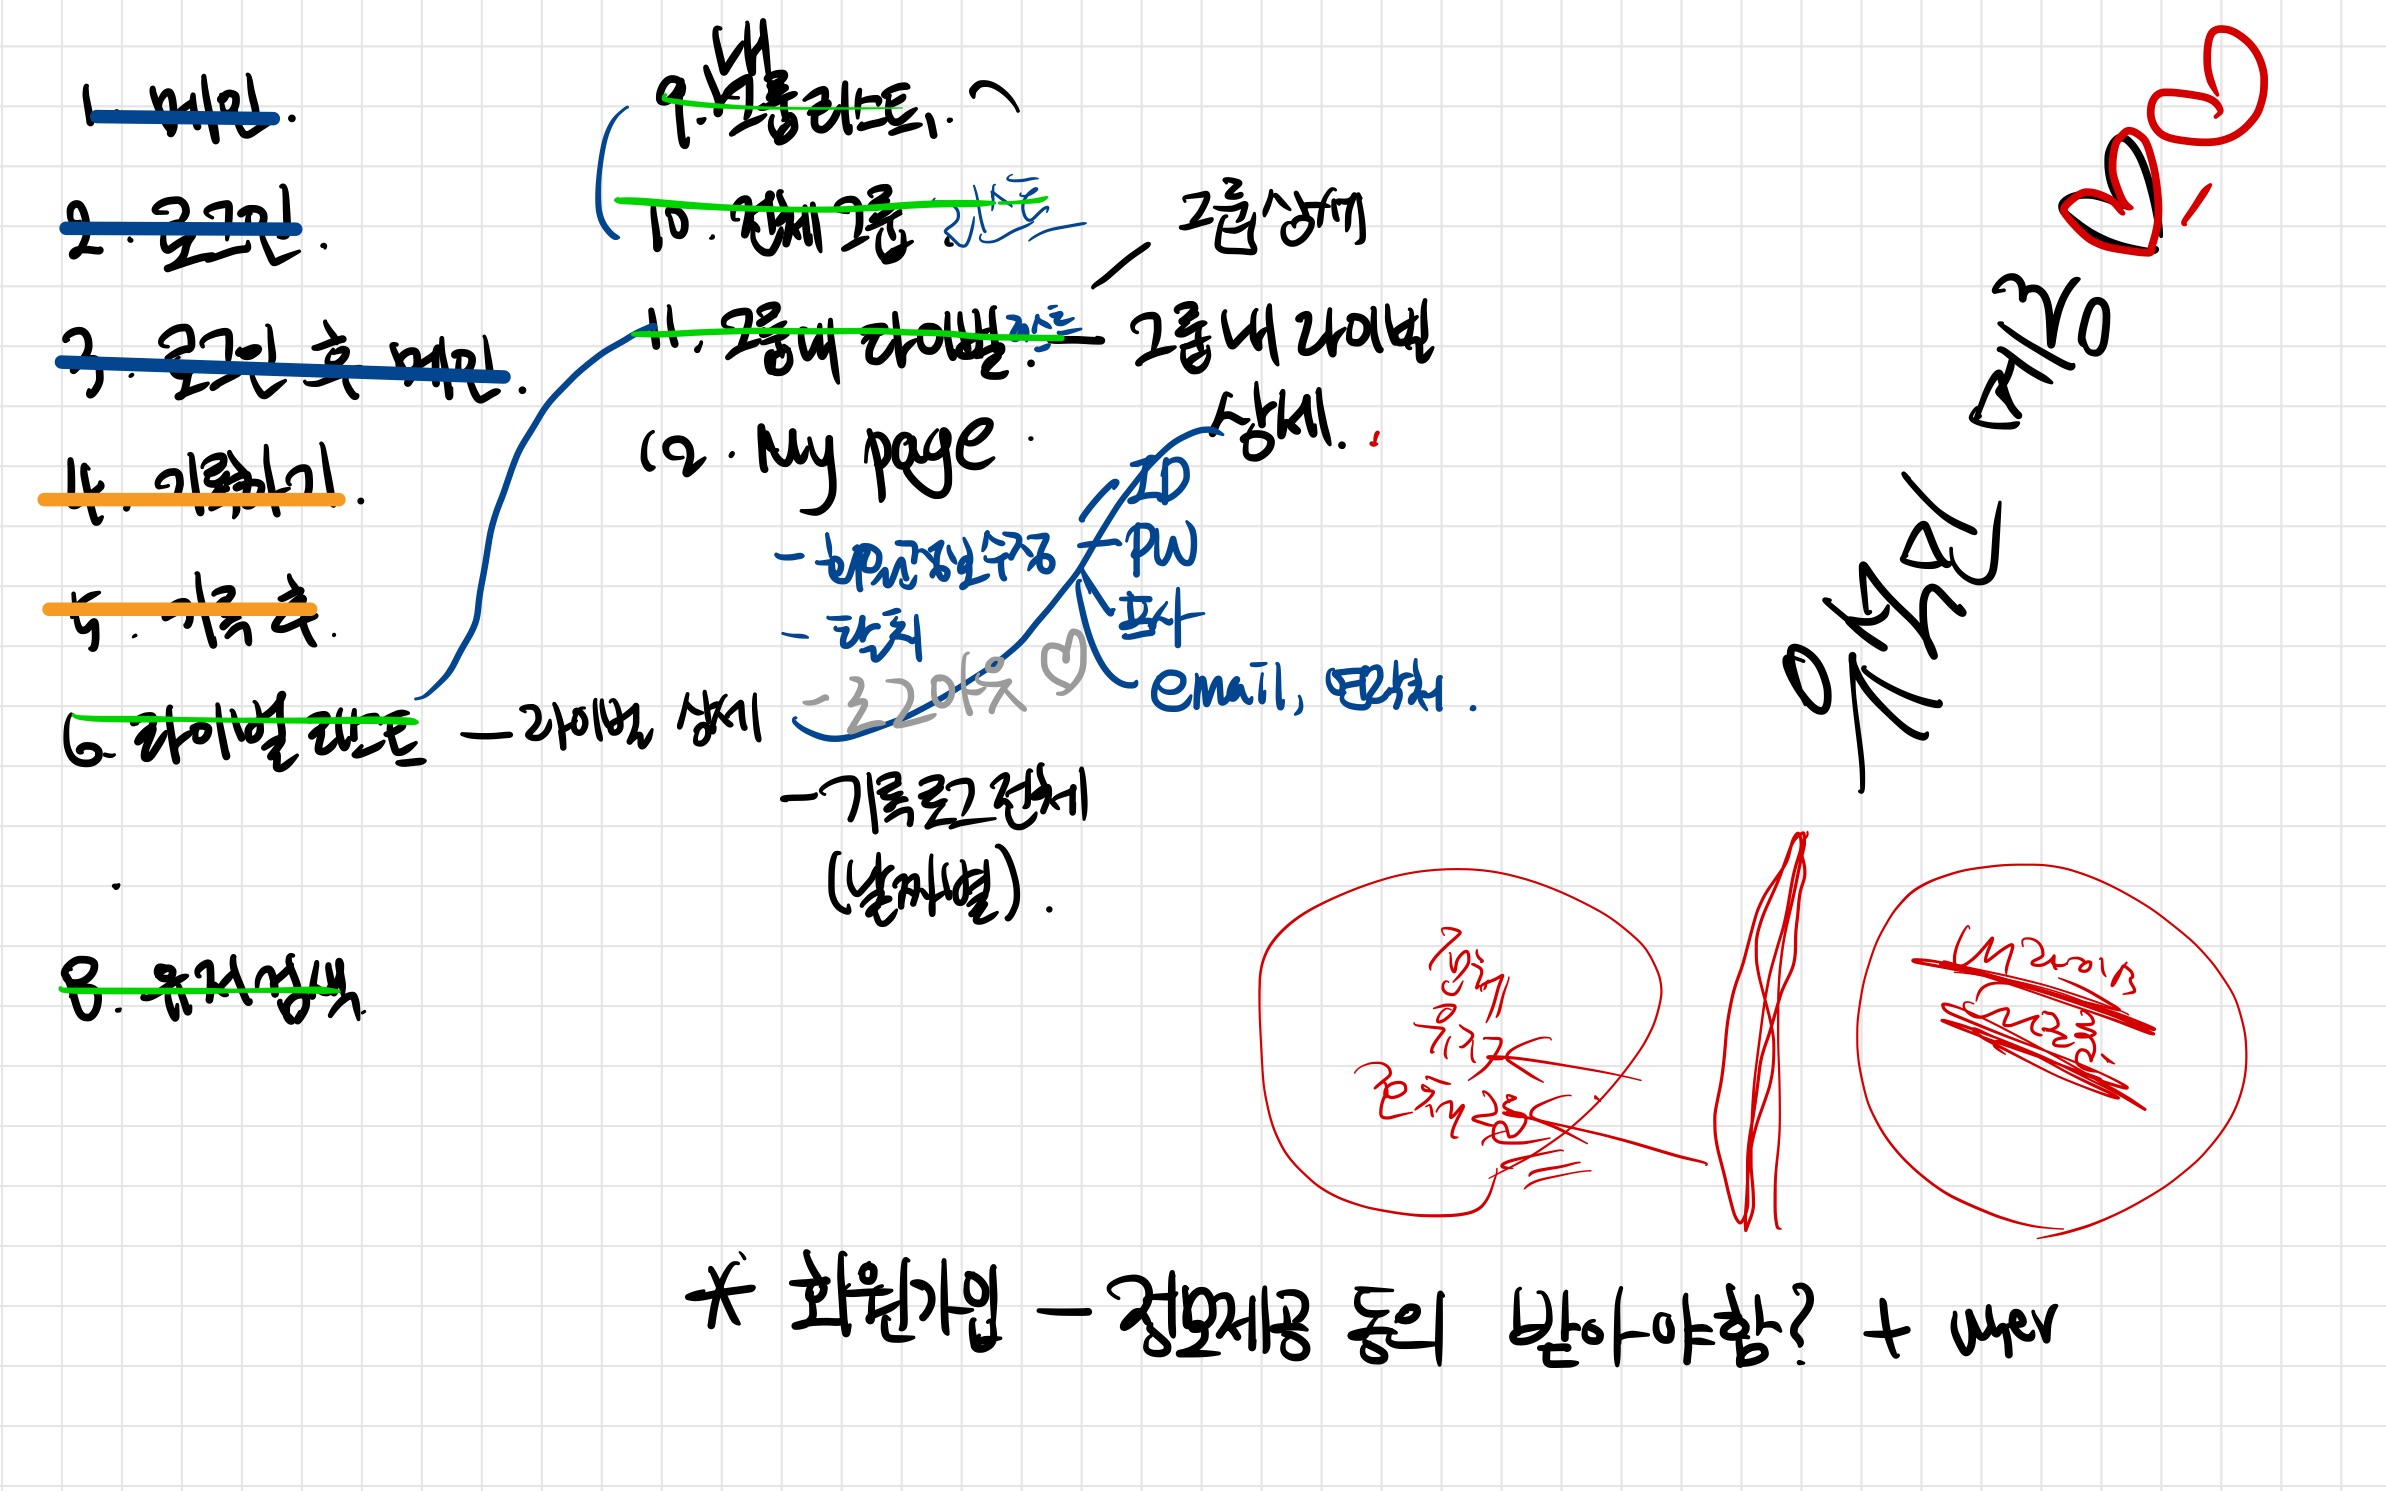 1. 메인.
2. 로그인.
3. 로그인 후 메인.
4. 기록하기.
5. 기록 후.
6. 라이벌 리스트 — 라이벌 상세
8. 유저검색.
내
9. 그룹리스트.
10. 전체 그룹 리스트
11. 그룹 내 라이벌 리스트
그룹상세
그룹 내 라이벌
상세.
12. My page.
- 개인정보수정
ID
PW
프사
email, 연락처.
- 탈퇴
- 로그아웃 ♡
- 기록 로그 전체
(날짜별).
전체
유저
전체 그룹
내 라이벌
내 그룹
* 회원가입 — 정보제공 동의 받아야함? + user